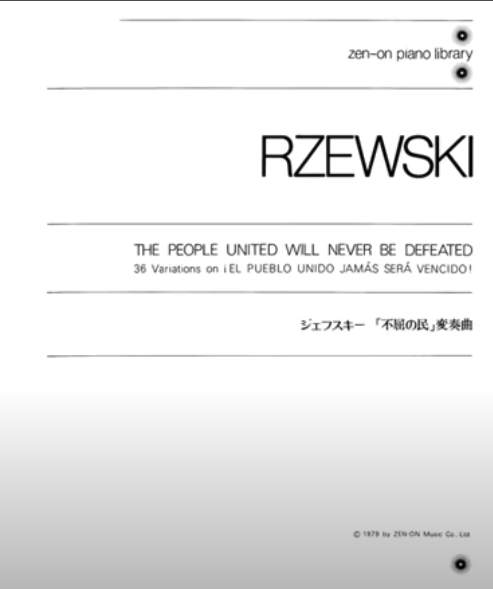 zen-on piano library
RZEWSKI
THE PEOPLE UNITED WILL NEVER BE DEFEATED
36 Variations on ¡EL PUEBLO UNIDO JAMÁS SERÁ VENCIDO!
ジェフスキー 「不屈の民」変奏曲
© 1979 by ZEN-ON Music Co., Ltd.